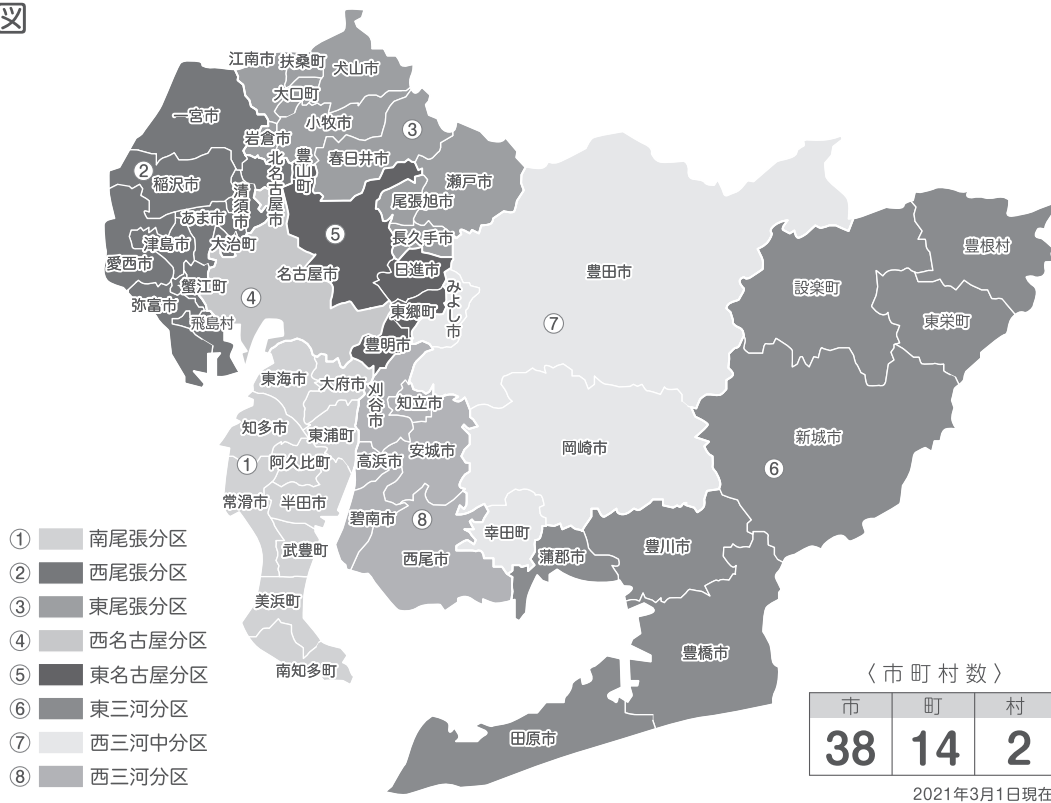 図
江南市
扶桑町
犬山市
大口町
一宮市
小牧市
③
岩倉市
北名古屋市
豊山町
春日井市
②
稲沢市
清須市
瀬戸市
尾張旭市
あま市
⑤
長久手市
津島市
大治町
愛西市
名古屋市
日進市
豊田市
豊根村
設楽町
蟹江町
④
みよし市
弥富市
飛島村
東郷町
⑦
東栄町
豊明市
東海市
大府市
刈谷市
知立市
知多市
東浦町
安城市
岡崎市
新城市
①
阿久比町
高浜市
⑥
常滑市
半田市
碧南市
⑧
幸田町
武豊町
西尾市
蒲郡市
豊川市
美浜町
豊橋市
南知多町
田原市
① 南尾張分区
② 西尾張分区
③ 東尾張分区
④ 西名古屋分区
⑤ 東名古屋分区
⑥ 東三河分区
⑦ 西三河中分区
⑧ 西三河分区
〈市町村数〉
市 町 村
38 14 2
2021年3月1日現在